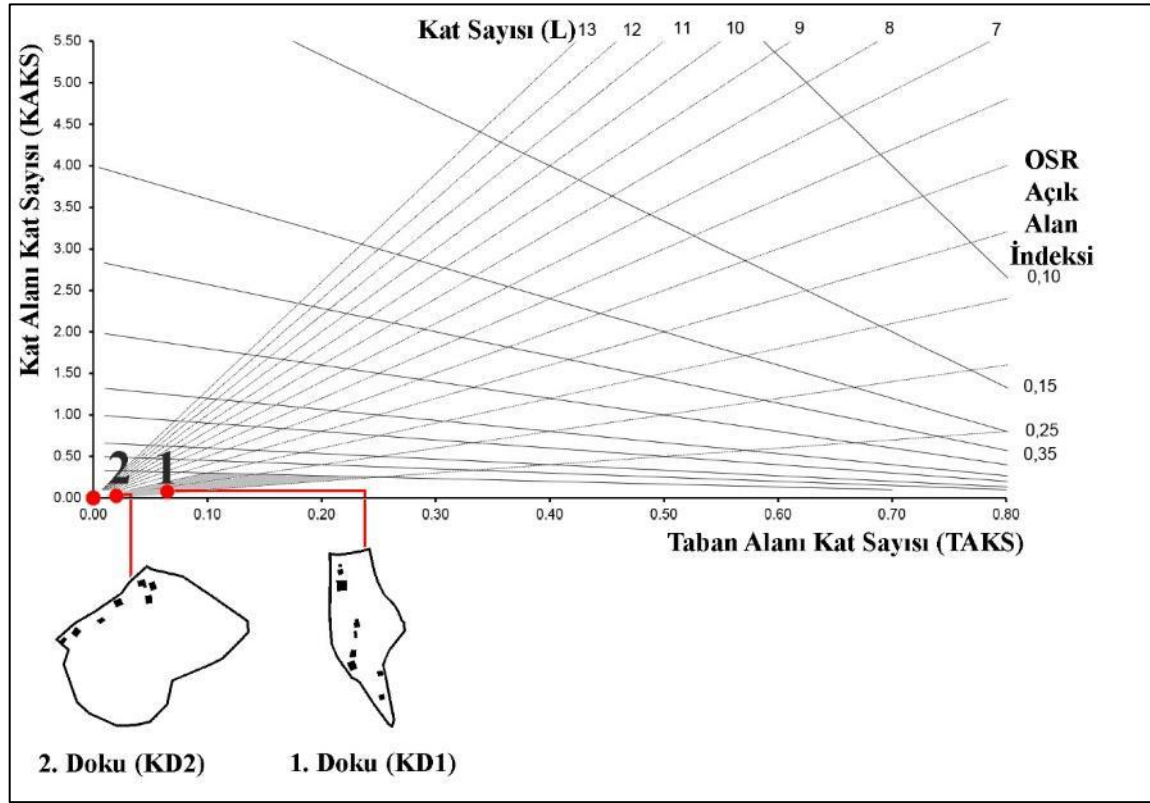 Kat Sayısı (L) 13 12 11 10 9 8 7
Kat Alanı Kat Sayısı (KAKS)
5.50
5.00
4.50
4.00
3.50
3.00
2.50
2.00
1.50
1.00
0.50
0.00
OSR
Açık
Alan
İndeksi
0,10
0,15
0,25
0,35
2 1
0.00 0.10 0.20 0.30 0.40 0.50 0.60 0.70 0.80
Taban Alanı Kat Sayısı (TAKS)
2. Doku (KD2) 1. Doku (KD1)